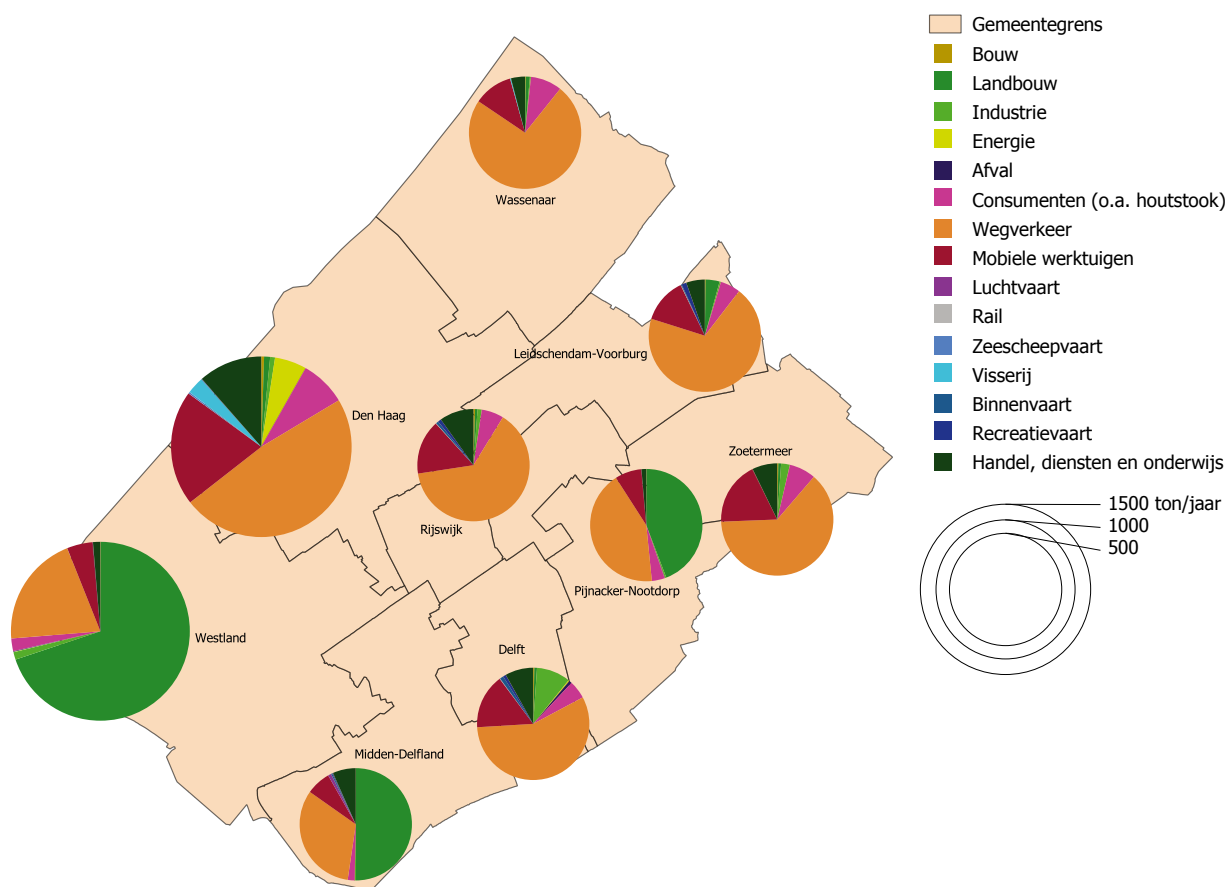 Gemeentegrens
Bouw
Landbouw
Industrie
Energie
Afval
Consumenten (o.a. houtstook)
Wegverkeer
Mobiele werktuigen
Luchtvaart
Rail
Zeescheepvaart
Visserij
Binnenvaart
Recreatievaart
Handel, diensten en onderwijs
1500 ton/jaar
1000
500
Wassenaar
Leidschendam-Voorburg
Den Haag
Zoetermeer
Rijswijk
Pijnacker-Nootdorp
Westland
Delft
Midden-Delfland